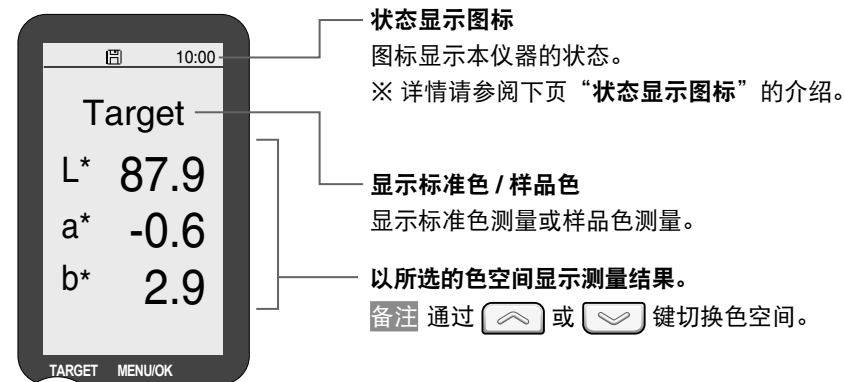 10:00
Target
L* 87.9
a* -0.6
b* 2.9
TARGET MENU/OK
状态显示图标
图标显示本仪器的状态。
※ 详情请参阅下页“状态显示图标”的介绍。
显示标准色 / 样品色
显示标准色测量或样品色测量。
以所选的色空间显示测量结果。
备注 通过 或 键切换色空间。